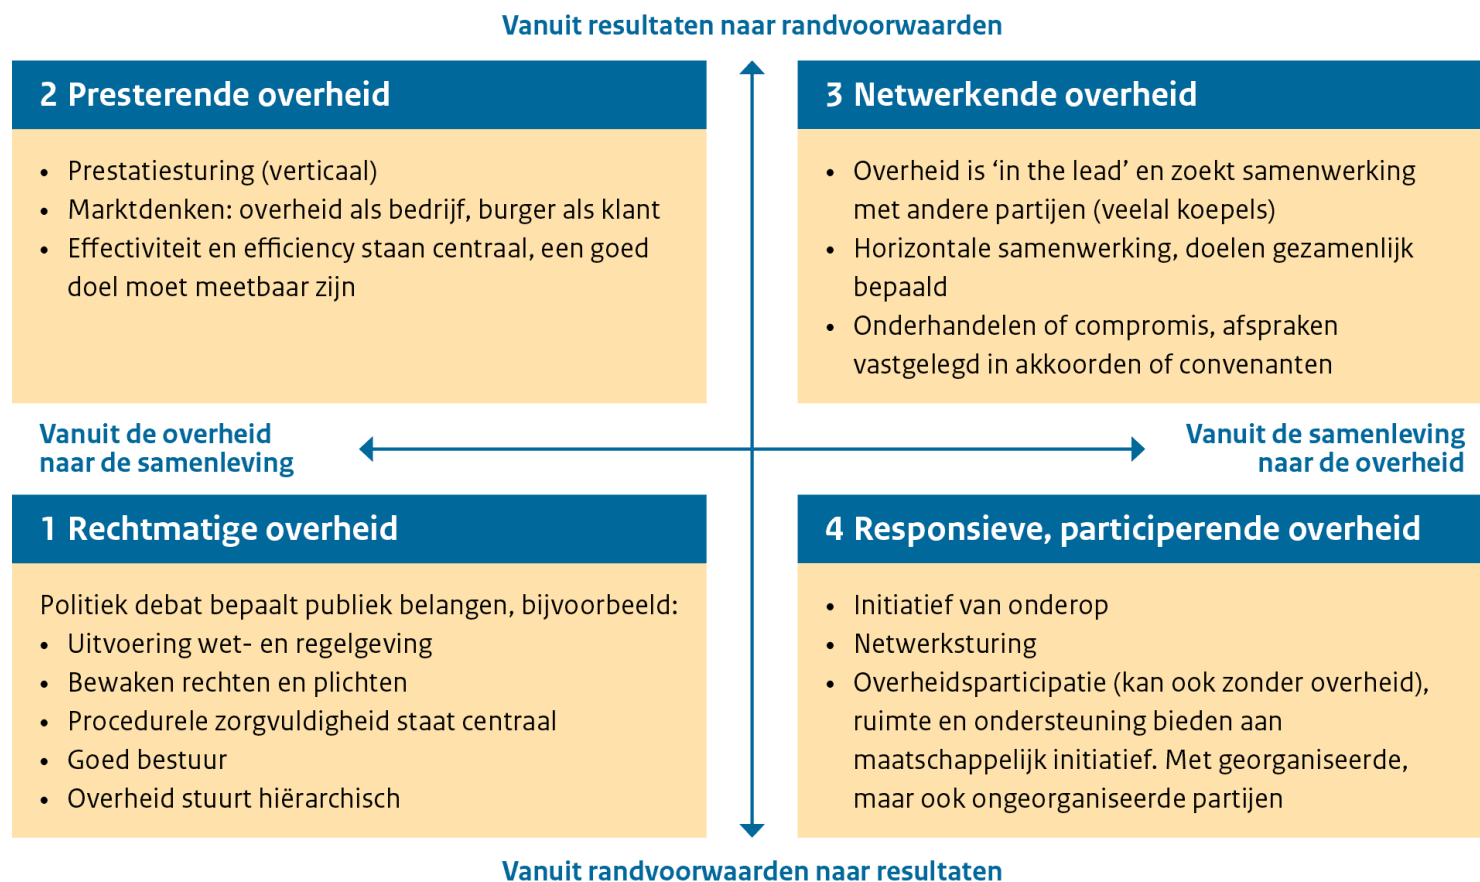 Vanuit resultaten naar randvoorwaarden
2 Presterende overheid
• Prestatiesturing (verticaal)
• Marktdenken: overheid als bedrijf, burger als klant
• Effectiviteit en efficiency staan centraal, een goed
doel moet meetbaar zijn
3 Netwerkende overheid
• Overheid is ‘in the lead’ en zoekt samenwerking
met andere partijen (veelal koepels)
• Horizontale samenwerking, doelen gezamenlijk
bepaald
• Onderhandelen of compromis, afspraken
vastgelegd in akkoorden of convenanten
Vanuit de overheid
naar de samenleving
Vanuit de samenleving
naar de overheid
1 Rechtmatige overheid
Politiek debat bepaalt publiek belangen, bijvoorbeeld:
• Uitvoering wet- en regelgeving
• Bewaken rechten en plichten
• Procedurele zorgvuldigheid staat centraal
• Goed bestuur
• Overheid stuurt hiërarchisch
4 Responsieve, participerende overheid
• Initiatief van onderop
• Netwerksturing
• Overheidsparticipatie (kan ook zonder overheid),
ruimte en ondersteuning bieden aan
maatschappelijk initiatief. Met georganiseerde,
maar ook ongeorganiseerde partijen
Vanuit randvoorwaarden naar resultaten